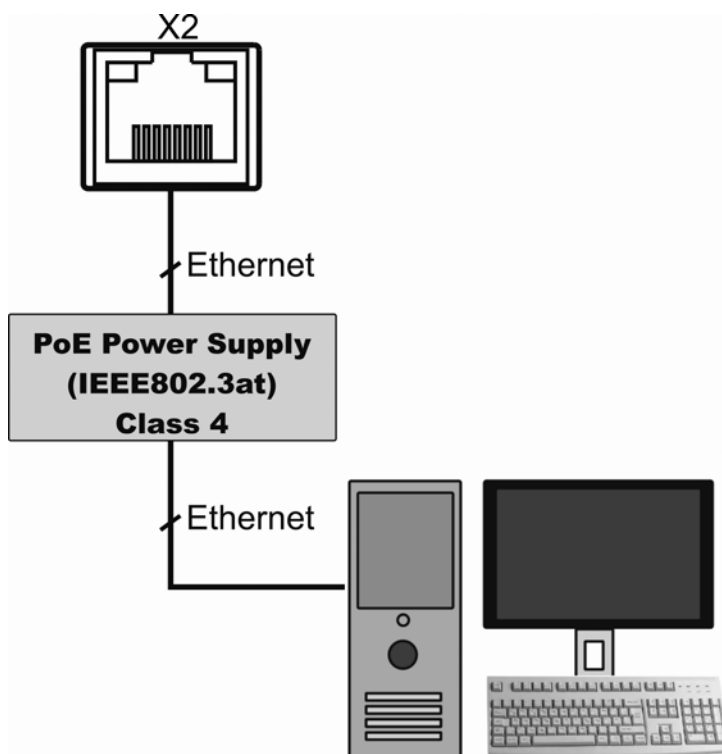 X2
Ethernet
PoE Power Supply
(IEEE802.3at)
Class 4
Ethernet